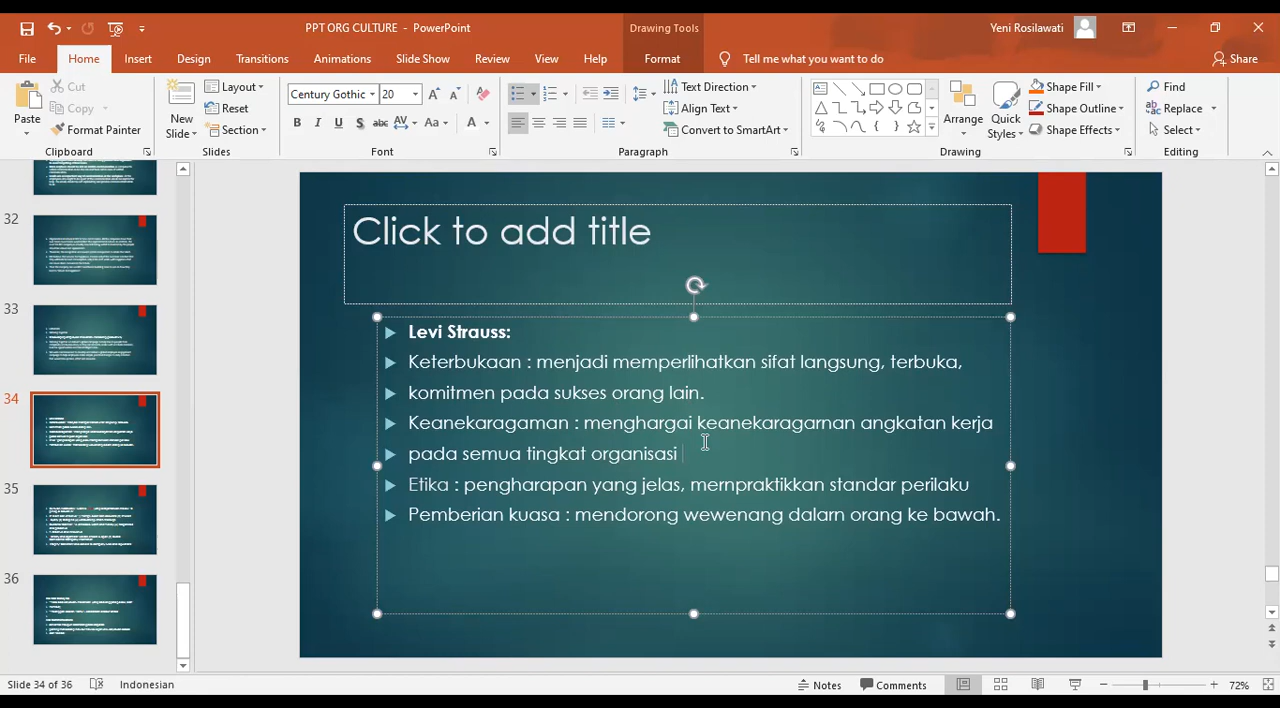 PPT ORG CULTURE - PowerPoint
Drawing Tools
Yeni Rosilawati
File
Home
Insert
Design
Transitions
Animations
Slide Show
Review
View
Help
Format
Tell me what you want to do
Share
Paste
Cut
Copy
Format Painter
Clipboard
New
Slide
Layout
Reset
Section
Slides
Century Gothic
20
Font
Text Direction
Align Text
Convert to SmartArt
Paragraph
Arrange
Quick
Styles
Shape Fill
Shape Outline
Shape Effects
Drawing
Find
Replace
Select
Editing
32
33
34
35
36
Click to add title
Levi Strauss:
Keterbukaan : menjadi memperlihatkan sifat langsung, terbuka,
komitmen pada sukses orang lain.
Keanekaragaman : menghargai keanekaragarnan angkatan kerja
pada semua tingkat organisasi
Etika : pengharapan yang jelas, mernpraktikkan standar perilaku
Pemberian kuasa : mendorong wewenang dalam orang ke bawah.
Slide 34 of 36
Indonesian
Notes
Comments
72%